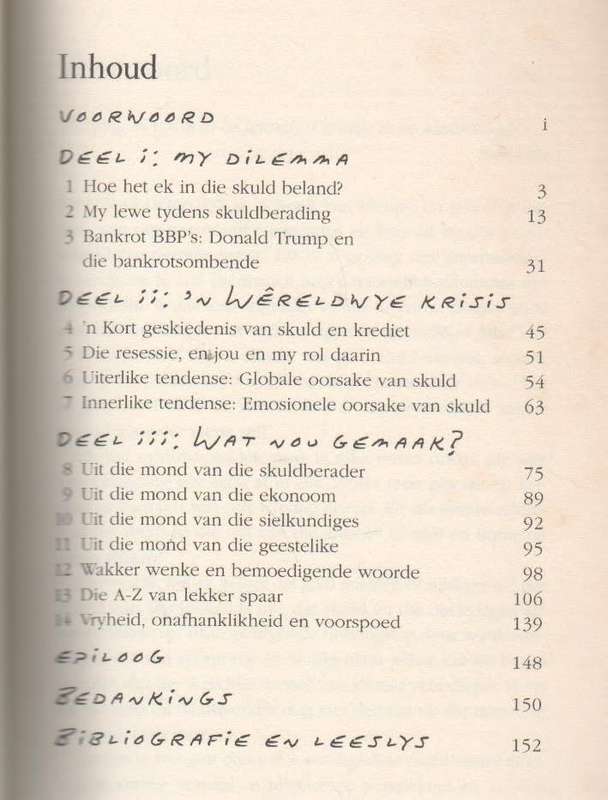 Inhoud
VOORWOORD i
DEEL i: MY DILEMMA
1 Hoe het ek in die skuld beland? 3
2 My lewe tydens skuldberading 13
3 Bankrot BBP's: Donald Trump en
die bankrotsombende 31
DEEL ii: 'N WÊRELDWYE KRISIS
4 'n Kort geskiedenis van skuld en krediet 45
5 Die resessie, en jou en my rol daarin 51
6 Uiterlike tendense: Globale oorsake van skuld 54
7 Innerlike tendense: Emosionele oorsake van skuld 63
DEEL iii: WAT NOU GEMAAK?
8 Uit die mond van die skuldberader 75
9 Uit die mond van die ekonoom 89
10 Uit die mond van die sielkundiges 92
11 Uit die mond van die geestelike 95
12 Wakker wenke en bemoedigende woorde 98
13 Die A-Z van lekker spaar 106
14 Vryheid, onafhanklikheid en voorspoed 139
EPILOOG 148
BEDANKINGS 150
BIBLIOGRAFIE EN LEESLYS 152